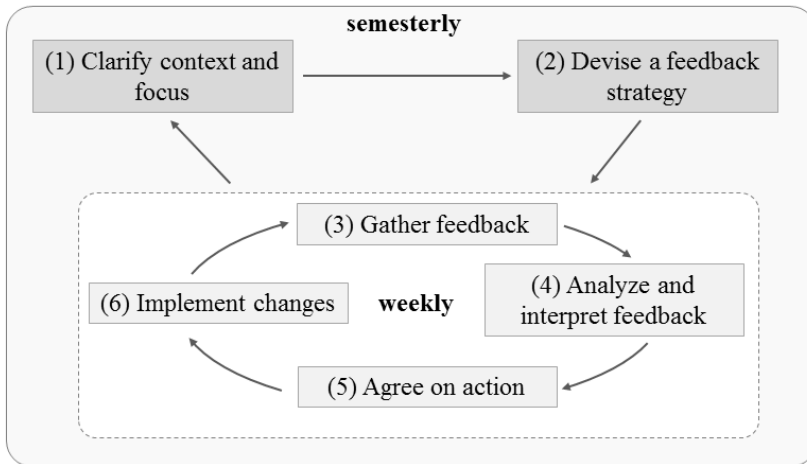 semesterly
(1) Clarify context and
focus
(2) Devise a feedback
strategy
(3) Gather feedback
(4) Analyze and
interpret feedback
(6) Implement changes
weekly
(5) Agree on action